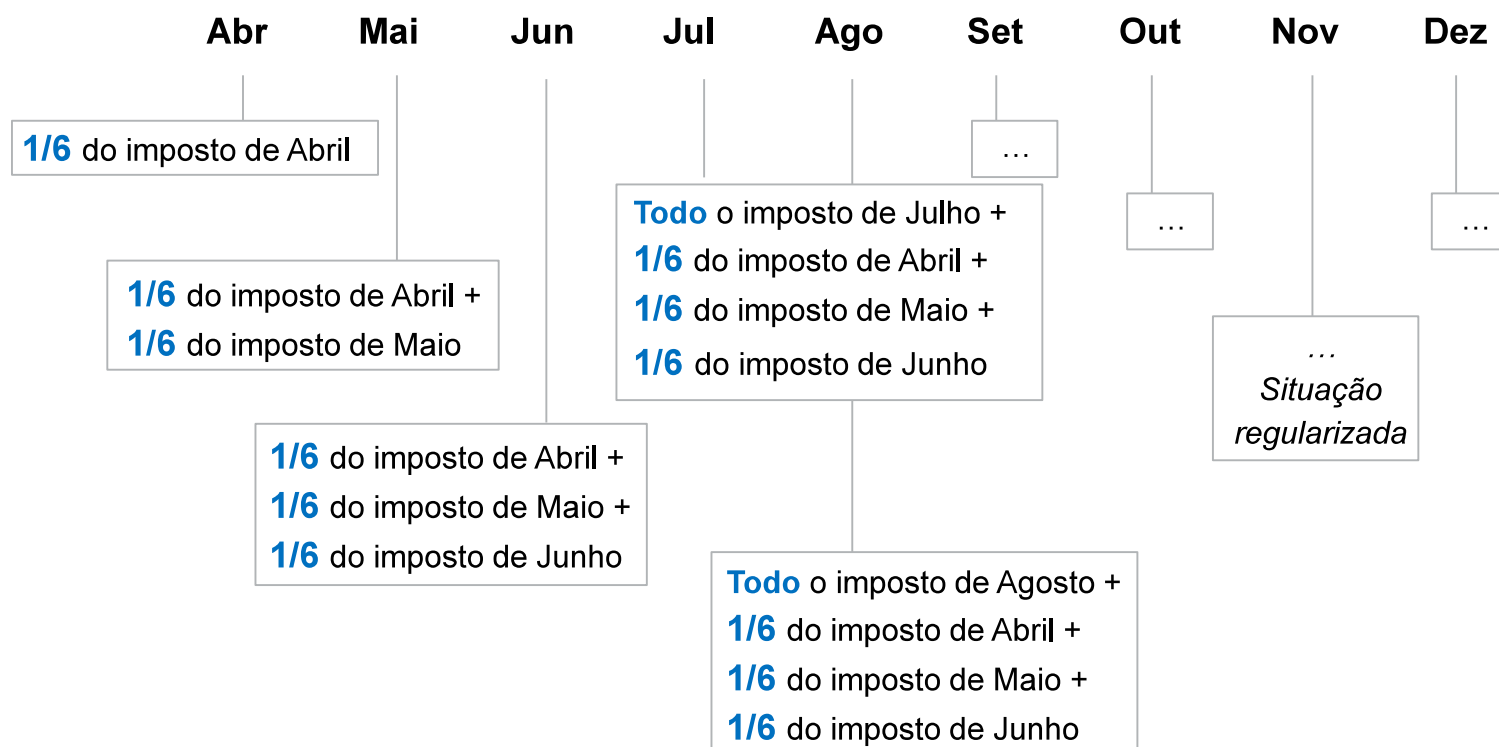 Abr Mai Jun Jul Ago Set Out Nov Dez
1/6 do imposto de Abril
1/6 do imposto de Abril +
1/6 do imposto de Maio
1/6 do imposto de Abril +
1/6 do imposto de Maio +
1/6 do imposto de Junho
Todo o imposto de Julho +
1/6 do imposto de Abril +
1/6 do imposto de Maio +
1/6 do imposto de Junho
Todo o imposto de Agosto +
1/6 do imposto de Abril +
1/6 do imposto de Maio +
1/6 do imposto de Junho
…
…
…
Situação
regularizada
…